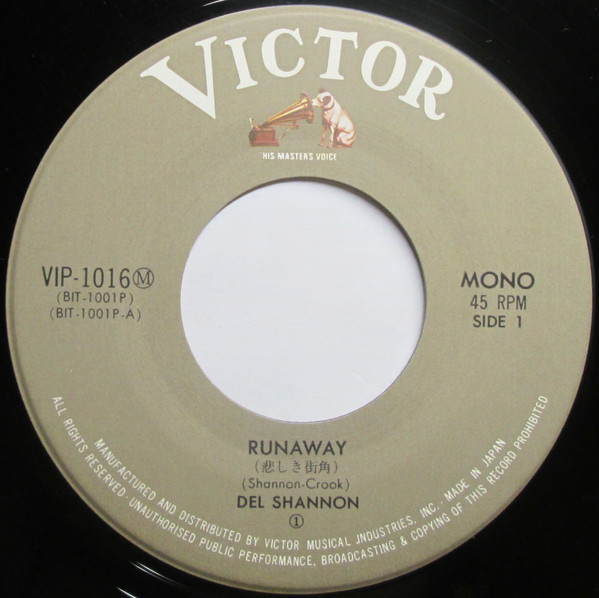 VICTOR
HIS MASTERS VOICE
VIP-1016Ⓜ
(BIT-1001P)
(BIT-1001P-A)
MONO
45 RPM
SIDE 1
RUNAWAY
(悲しき街角)
(Shannon-Crook)
DEL SHANNON
①
MANUFACTURED AND DISTRIBUTED BY VICTOR MUSICAL JNDUSTRIES, INC. MADE IN JAPAN
ALL RIGHTS RESERVED· UNAUTHORISED PUBLIC PERFORMANCE, BROADCASTING & COPYING OF THIS RECORD PROHIBITED